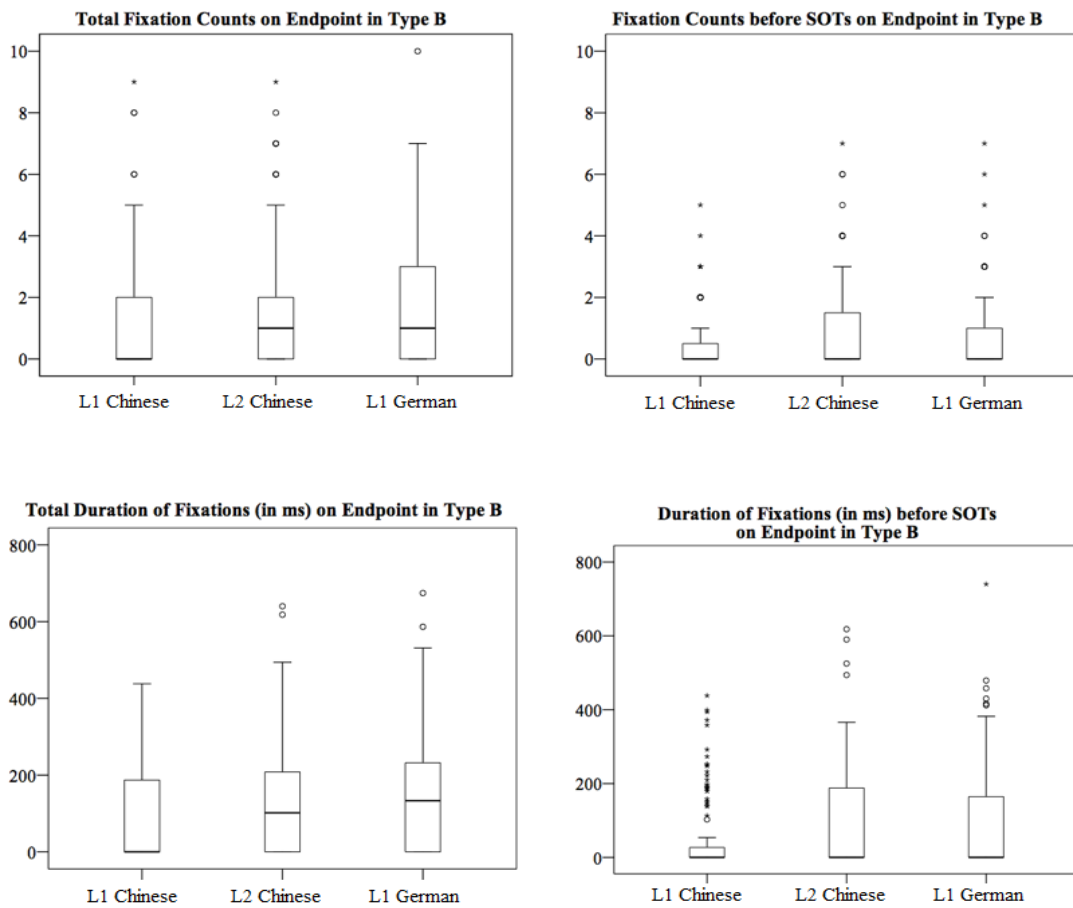 Total Fixation Counts on Endpoint in Type B
10
8
6
4
2
0
L1 Chinese L2 Chinese L1 German
Fixation Counts before SOTs on Endpoint in Type B
10
8
6
4
2
0
L1 Chinese L2 Chinese L1 German
Total Duration of Fixations (in ms) on Endpoint in Type B
800
600
400
200
0
L1 Chinese L2 Chinese L1 German
Duration of Fixations (in ms) before SOTs
on Endpoint in Type B
800
600
400
200
0
L1 Chinese L2 Chinese L1 German